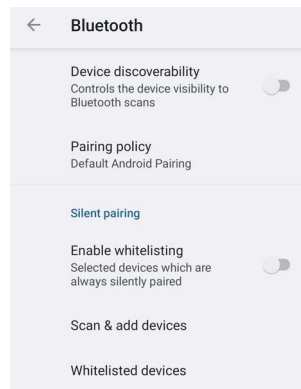 Bluetooth
Device discoverability
Controls the device visibility to
Bluetooth scans
Pairing policy
Default Android Pairing
Silent pairing
Enable whitelisting
Selected devices which are
always silently paired
Scan & add devices
Whitelisted devices